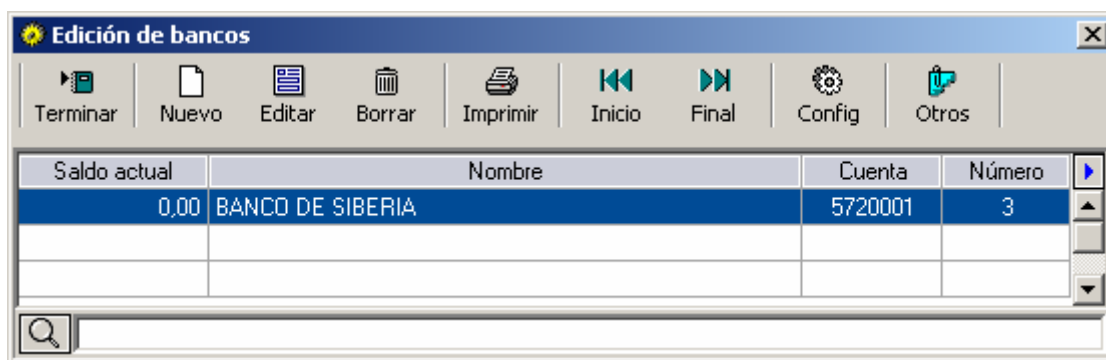 Edición de bancos
Terminar Nuevo Editar Borrar Imprimir Inicio Final Config Otros
Saldo actual Nombre Cuenta Número
0,00 BANCO DE SIBERIA 5720001 3